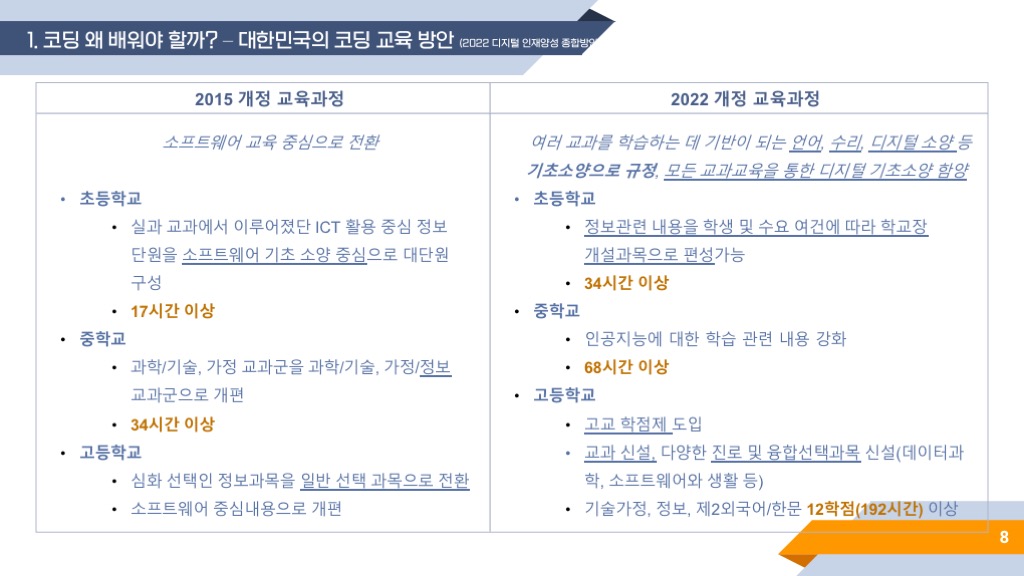 1. 코딩 왜 배워야 할까? – 대한민국의 코딩 교육 방안 (2022 디지털 인재양성 종합방안
2015 개정 교육과정
소프트웨어 교육 중심으로 전환
• 초등학교
• 실과 교과에서 이루어졌단 ICT 활용 중심 정보
단원을 소프트웨어 기초 소양 중심으로 대단원
구성
• 17시간 이상
• 중학교
• 과학/기술, 가정 교과군을 과학/기술, 가정/정보
교과군으로 개편
• 34시간 이상
• 고등학교
• 심화 선택인 정보과목을 일반 선택 과목으로 전환
• 소프트웨어 중심내용으로 개편
2022 개정 교육과정
여러 교과를 학습하는 데 기반이 되는 언어, 수리, 디지털 소양 등
기초소양으로 규정, 모든 교과교육을 통한 디지털 기초소양 함양
• 초등학교
• 정보관련 내용을 학생 및 수요 여건에 따라 학교장
개설과목으로 편성가능
• 34시간 이상
• 중학교
• 인공지능에 대한 학습 관련 내용 강화
• 68시간 이상
• 고등학교
• 고교 학점제 도입
• 교과 신설, 다양한 진로 및 융합선택과목 신설(데이터과
학, 소프트웨어와 생활 등)
• 기술가정, 정보, 제2외국어/한문 12학점(192시간) 이상
8